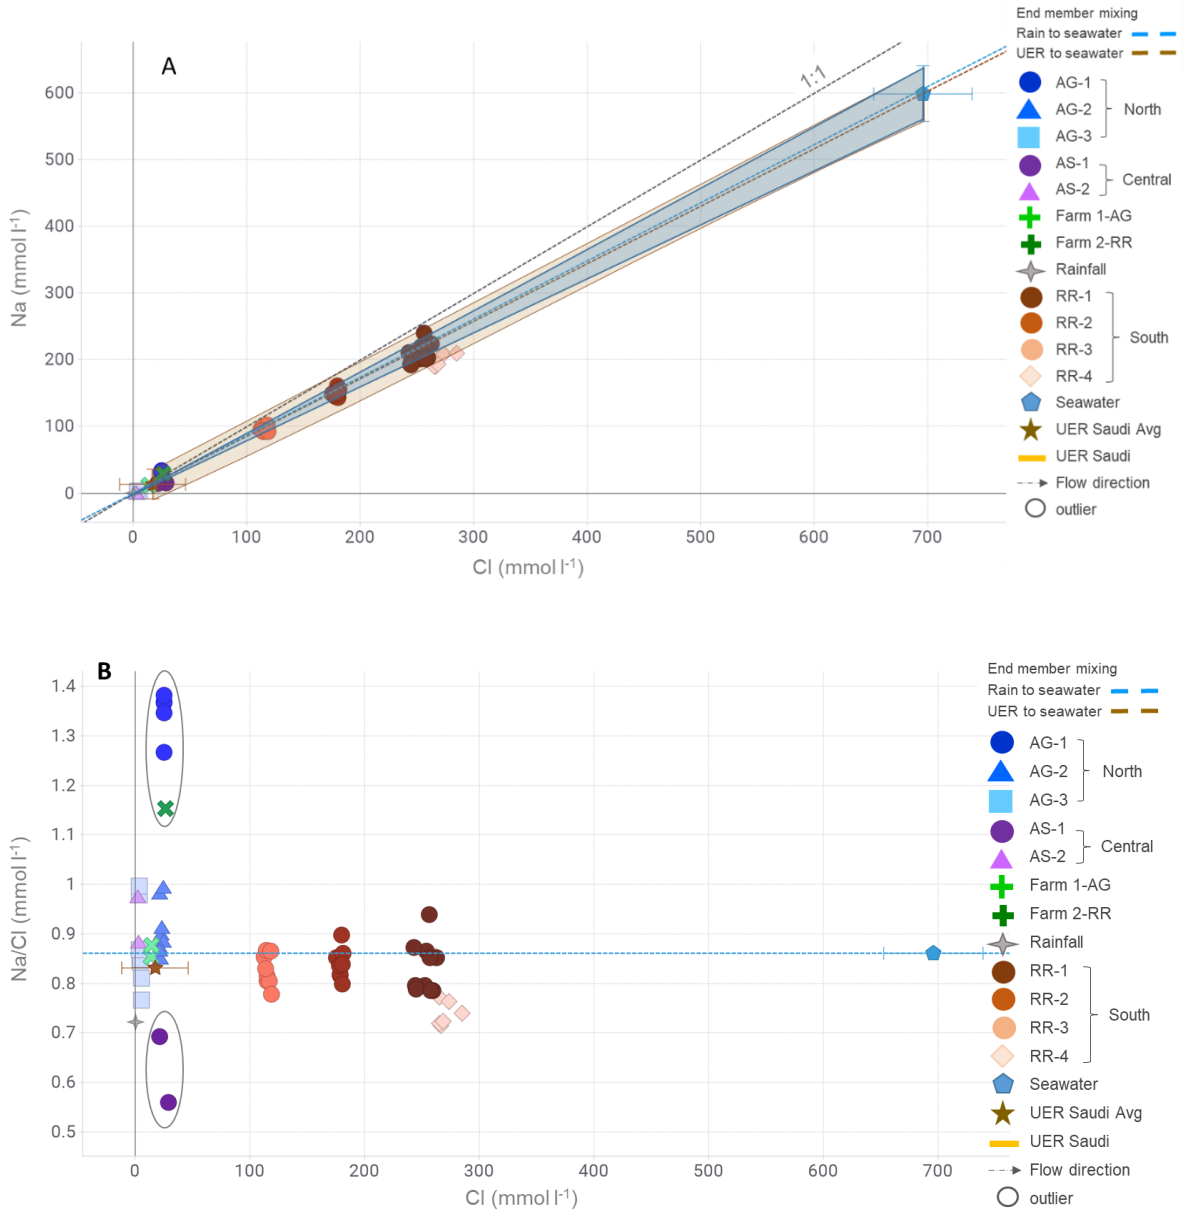 A
1:1
Na (mmol l⁻¹)
600
500
400
300
200
100
0
0 100 200 300 400 500 600 700
Cl (mmol l⁻¹)
End member mixing
Rain to seawater
UER to seawater
AG-1
AG-2 North
AG-3
AS-1
Central
AS-2
Farm 1-AG
Farm 2-RR
Rainfall
RR-1
RR-2
South
RR-3
RR-4
Seawater
UER Saudi Avg
UER Saudi
Flow direction
outlier
B
Na/Cl (mmol l⁻¹)
1.4
1.3
1.2
1.1
1
0.9
0.8
0.7
0.6
0.5
0 100 200 300 400 500 600 700
Cl (mmol l⁻¹)
End member mixing
Rain to seawater
UER to seawater
AG-1
AG-2 North
AG-3
AS-1
Central
AS-2
Farm 1-AG
Farm 2-RR
Rainfall
RR-1
RR-2
South
RR-3
RR-4
Seawater
UER Saudi Avg
UER Saudi
Flow direction
outlier